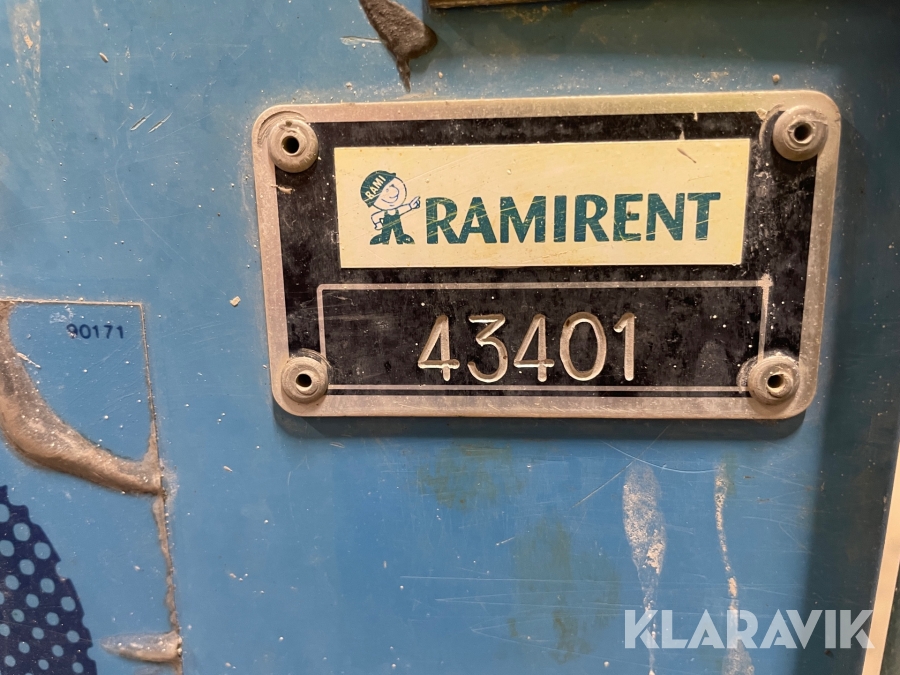 RAMI
RAMIRENT
43401
90171
KLARAVIK